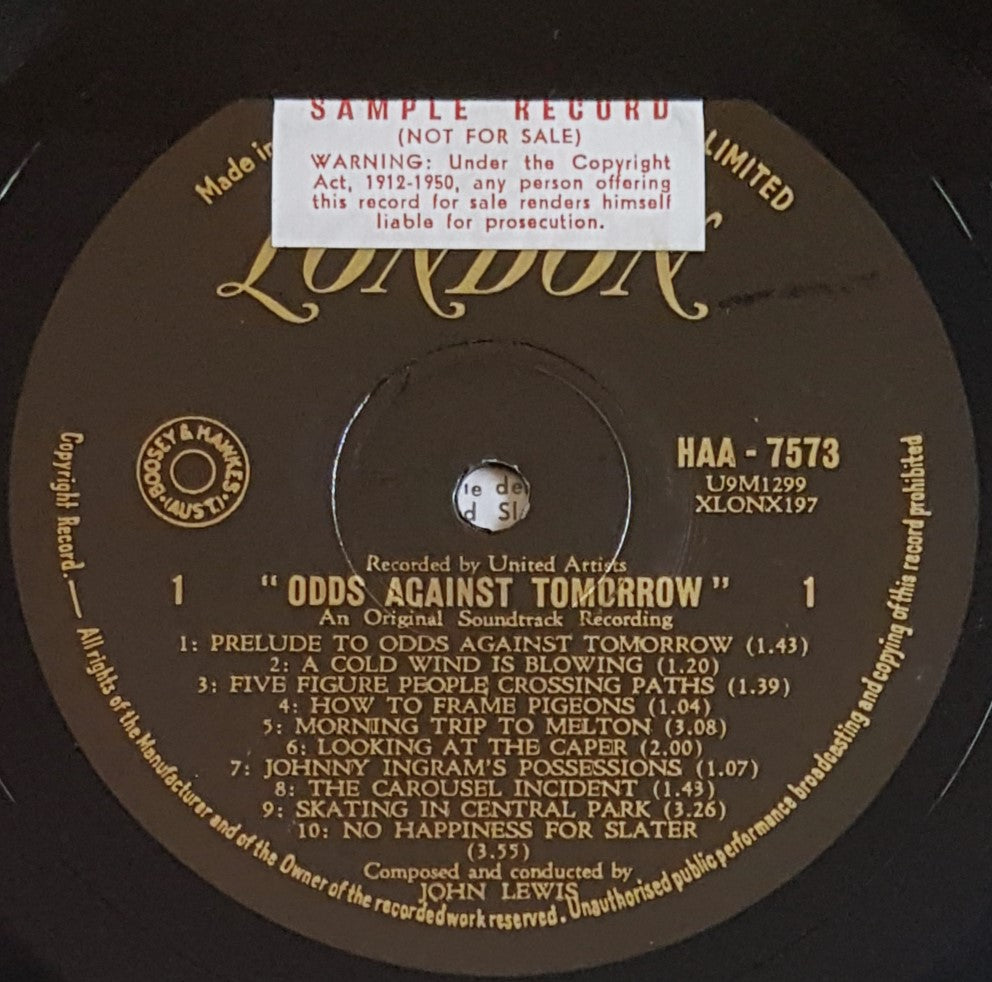 SAMPLE RECORD
(NOT FOR SALE)
WARNING: Under the Copyright
Act, 1912-1950, any person offering
this record for sale renders himself
liable for prosecution.
Made in
LIMITED
LONDON
BOOSEY & HAWKES
(AUST.)
HAA - 7573
U9M1299
XLONX197
Recorded by United Artists
1 "ODDS AGAINST TOMORROW" 1
An Original Soundtrack Recording
1: PRELUDE TO ODDS AGAINST TOMORROW (1.43)
2: A COLD WIND IS BLOWING (1.20)
3: FIVE FIGURE PEOPLE CROSSING PATHS (1.39)
4: HOW TO FRAME PIGEONS (1.04)
5: MORNING TRIP TO MELTON (3.08)
6: LOOKING AT THE CAPER (2.00)
7: JOHNNY INGRAM'S POSSESSIONS (1.07)
8: THE CAROUSEL INCIDENT (1.43)
9: SKATING IN CENTRAL PARK (3.26)
10: NO HAPPINESS FOR SLATER
(3.55)
Composed and conducted by
JOHN LEWIS
Copyright Record.— All rights of the Manufacturer and of the Owner of the recorded work reserved. Unauthorised public performance broadcasting and copying of this record prohibited